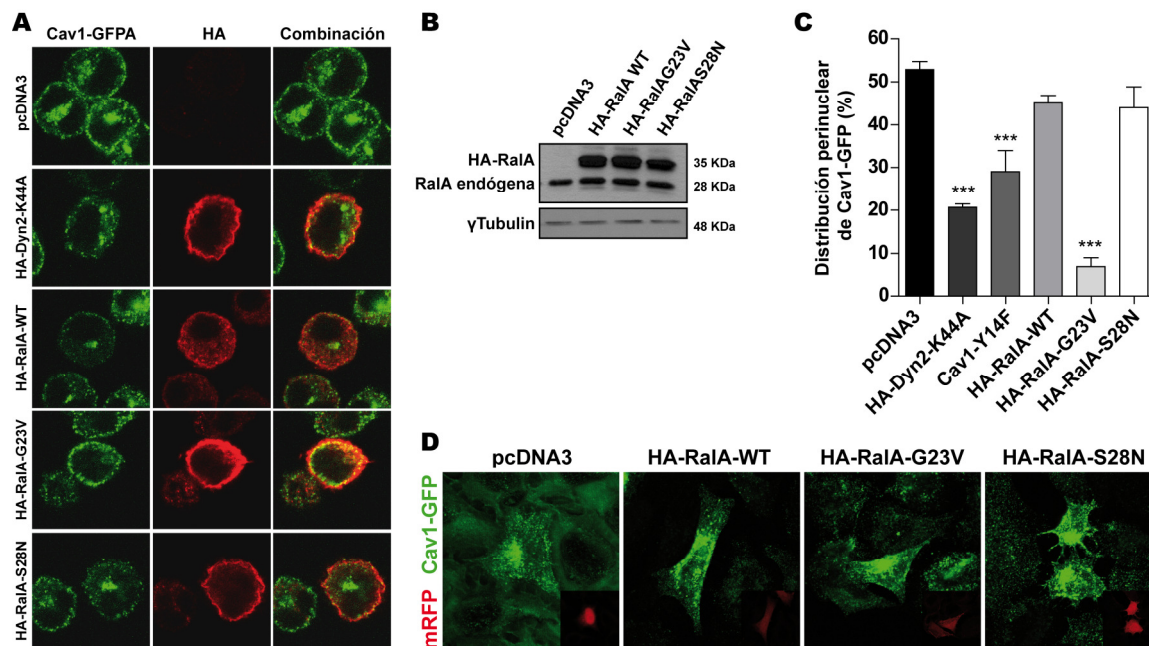 A
Cav1-GFPA
HA
Combinación
pcDNA3
HA-Dyn2-K44A
HA-RalA-WT
HA-RalA-G23V
HA-RalA-S28N
B
pcDNA3
HA-RalA WT
HA-RalAG23V
HA-RalAS28N
HA-RalA
35 KDa
RalA endógena
28 KDa
γTubulin
48 KDa
C
Distribución perinuclear
de Cav1-GFP (%)
60
50
40
30
20
10
0
***
***
***
pcDNA3
HA-Dyn2-K44A
Cav1-Y14F
HA-RalA-WT
HA-RalA-G23V
HA-RalA-S28N
D
pcDNA3
HA-RalA-WT
HA-RalA-G23V
HA-RalA-S28N
mRFP Cav1-GFP